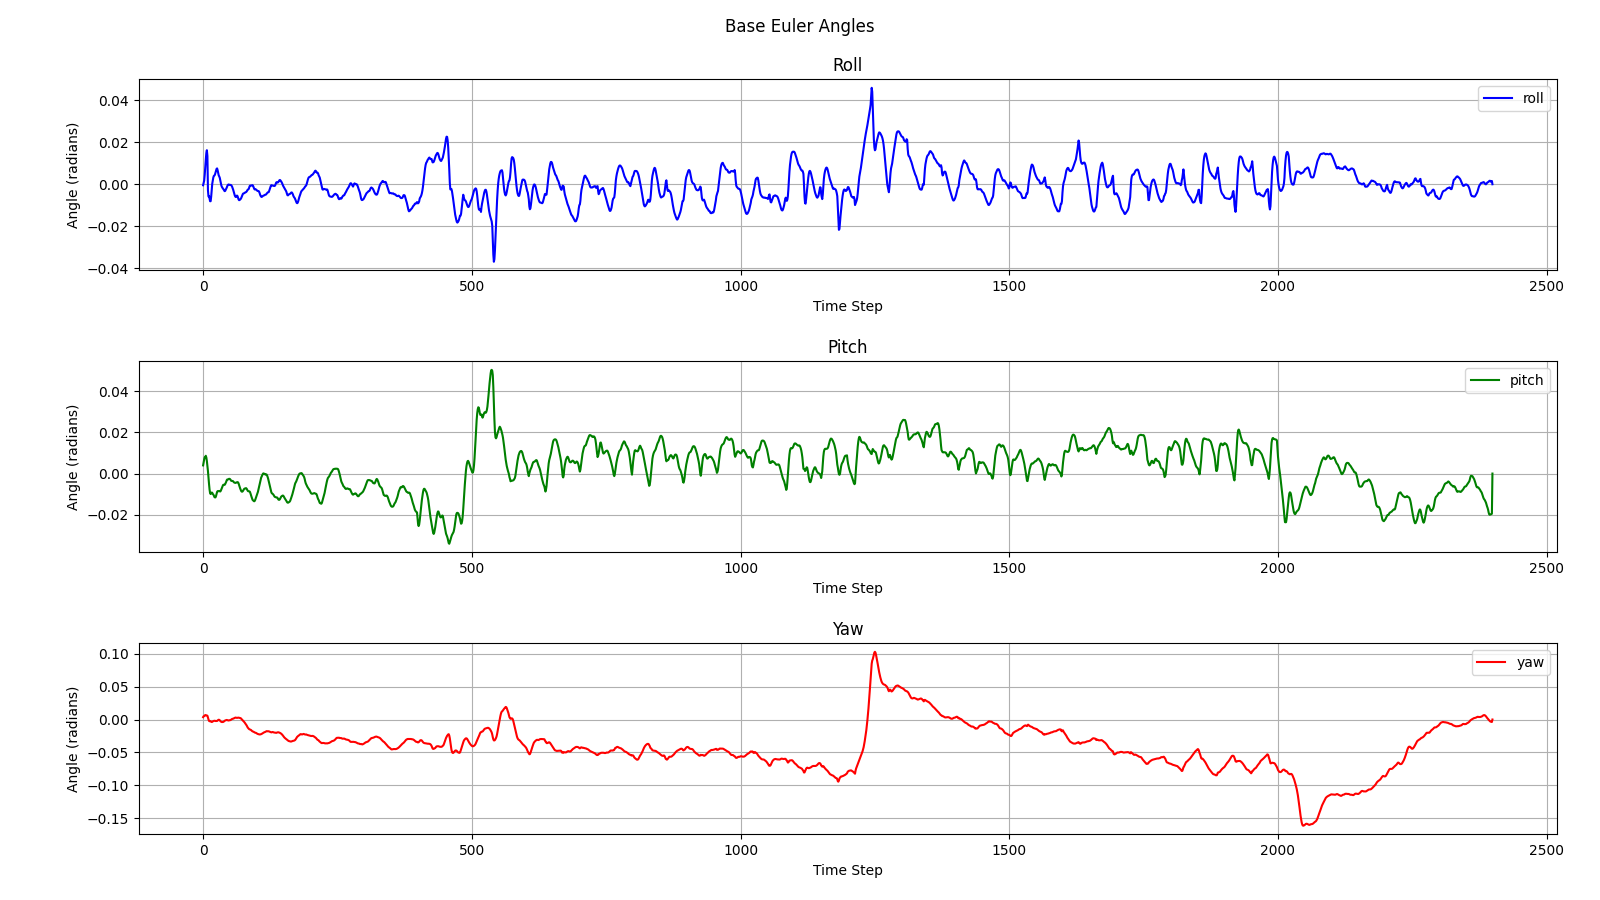 Base Euler Angles
Roll
Angle (radians)
0.04
0.02
0.00
−0.02
−0.04
roll
0 500 1000 1500 2000 2500
Time Step
Pitch
Angle (radians)
0.04
0.02
0.00
−0.02
pitch
0 500 1000 1500 2000 2500
Time Step
Yaw
Angle (radians)
0.10
0.05
0.00
−0.05
−0.10
−0.15
yaw
0 500 1000 1500 2000 2500
Time Step